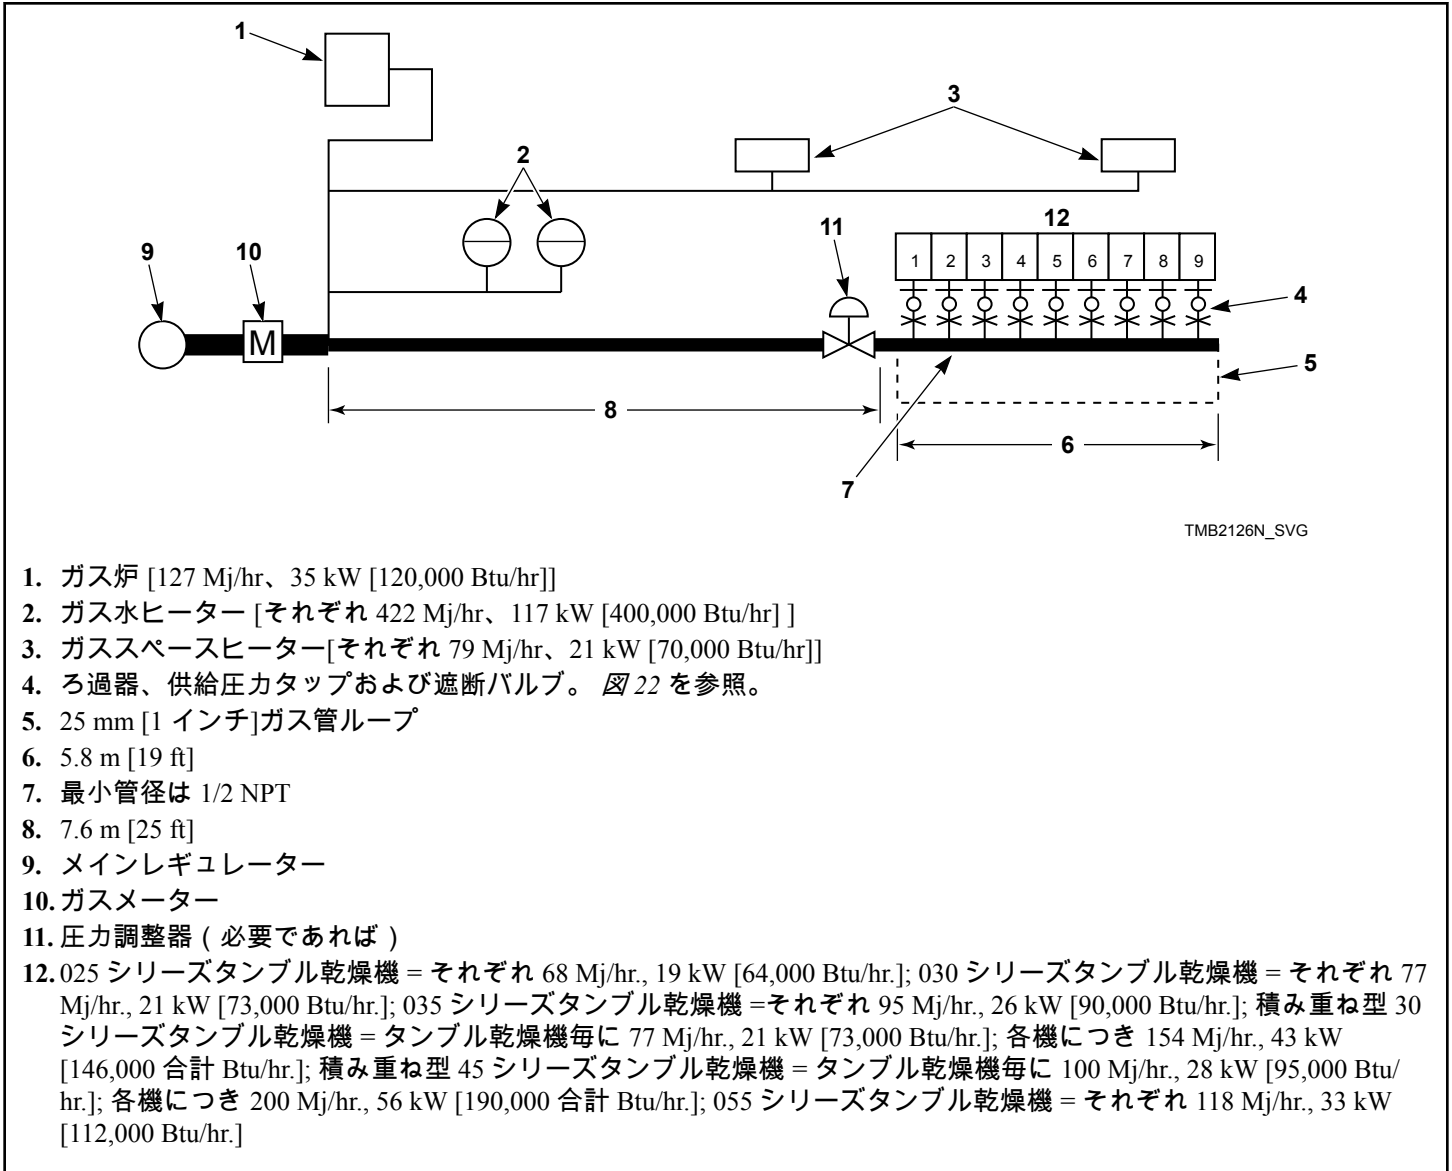 1
3
2
11
12
9
10
1 2 3 4 5 6 7 8 9
4
M
5
8
6
7
TMB2126N_SVG
1. ガス炉 [127 Mj/hr、35 kW [120,000 Btu/hr]]
2. ガス水ヒーター [それぞれ 422 Mj/hr、117 kW [400,000 Btu/hr] ]
3. ガススペースヒーター[それぞれ 79 Mj/hr、21 kW [70,000 Btu/hr]]
4. ろ過器、供給圧力タップおよび遮断バルブ。 図 22 を参照。
5. 25 mm [1 インチ]ガス管ループ
6. 5.8 m [19 ft]
7. 最小管径は 1/2 NPT
8. 7.6 m [25 ft]
9. メインレギュレーター
10. ガスメーター
11. 圧力調整器 ( 必要であれば )
12. 025 シリーズタンブル乾燥機 = それぞれ 68 Mj/hr., 19 kW [64,000 Btu/hr.]; 030 シリーズタンブル乾燥機 = それぞれ 77
Mj/hr., 21 kW [73,000 Btu/hr.]; 035 シリーズタンブル乾燥機 =それぞれ 95 Mj/hr., 26 kW [90,000 Btu/hr.]; 積み重ね型 30
シリーズタンブル乾燥機 = タンブル乾燥機毎に 77 Mj/hr., 21 kW [73,000 Btu/hr.]; 各機につき 154 Mj/hr., 43 kW
[146,000 合計 Btu/hr.]; 積み重ね型 45 シリーズタンブル乾燥機 = タンブル乾燥機毎に 100 Mj/hr., 28 kW [95,000 Btu/
hr.]; 各機につき 200 Mj/hr., 56 kW [190,000 合計 Btu/hr.]; 055 シリーズタンブル乾燥機 = それぞれ 118 Mj/hr., 33 kW
[112,000 Btu/hr.]